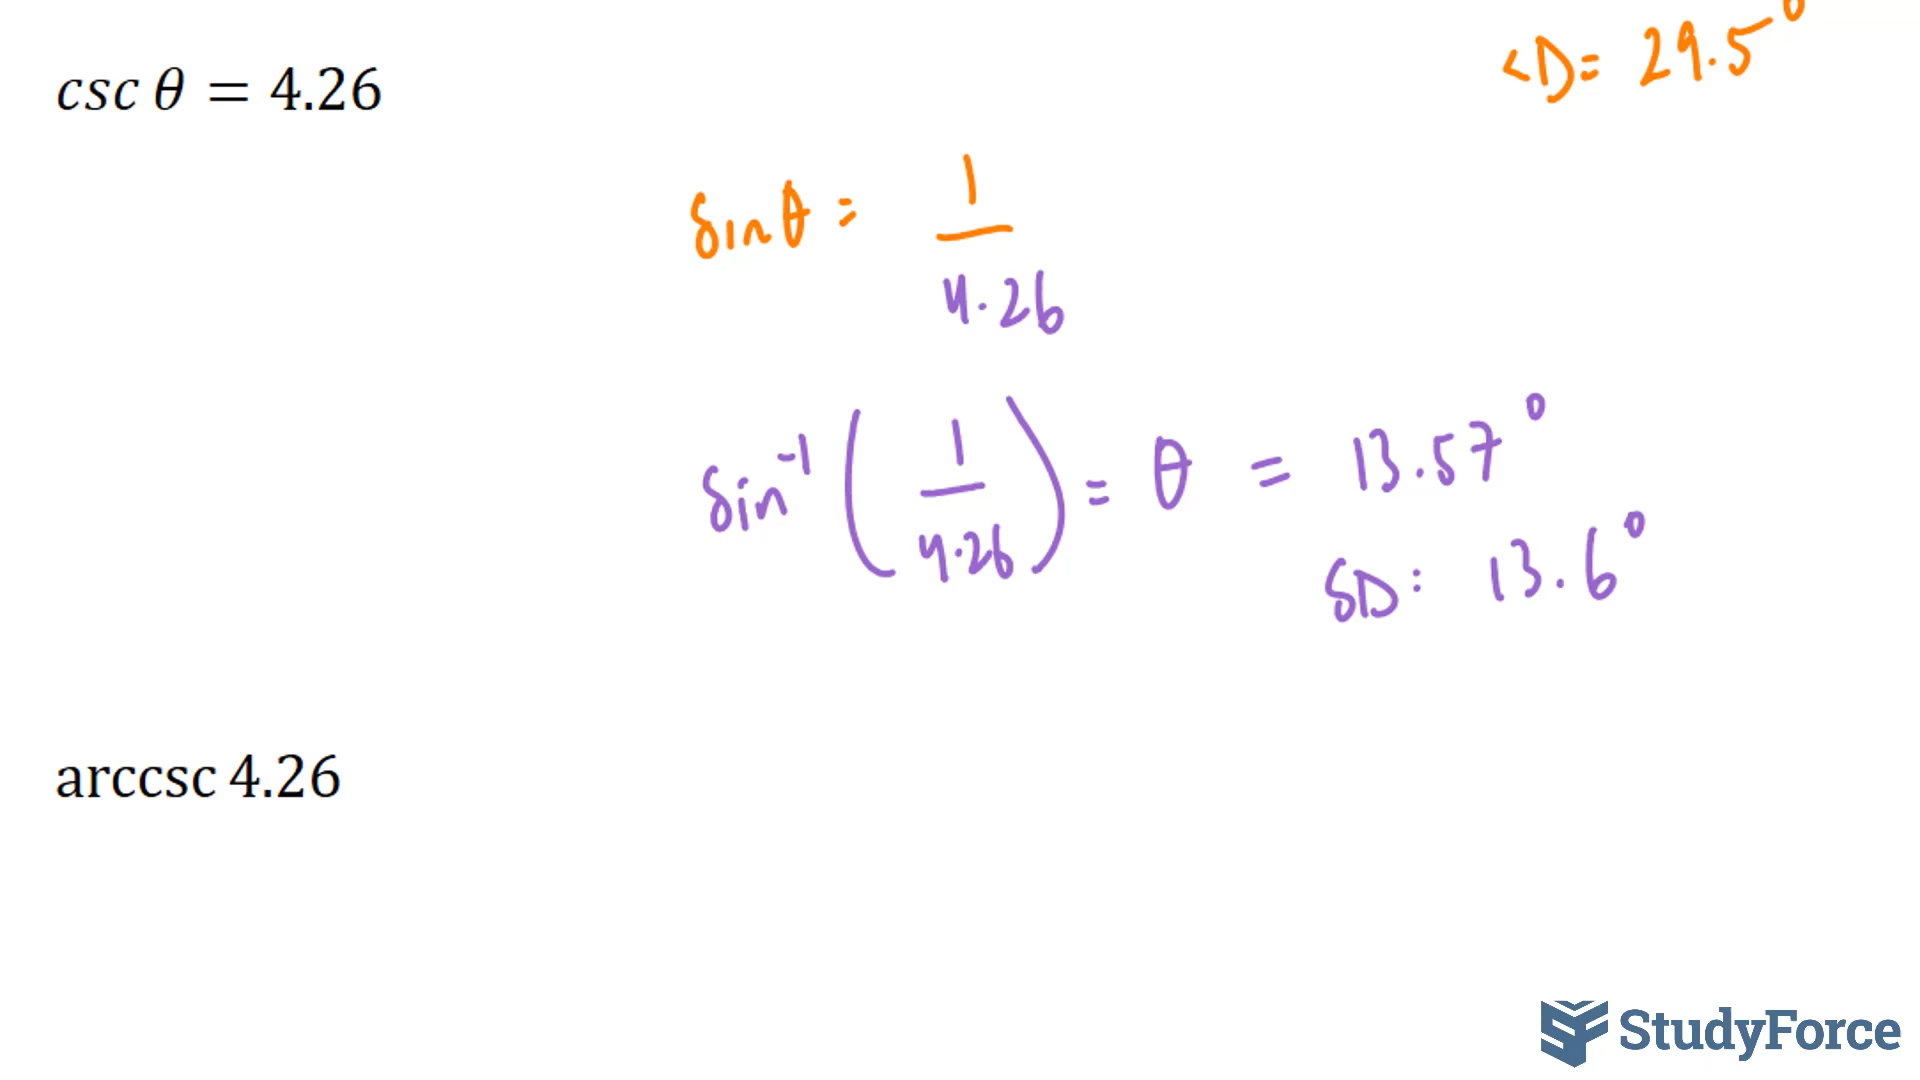 <D = 29.5°
csc θ = 4.26
sin θ = 1/4.26
sin⁻¹(1/4.26) = θ = 13.57°
SD: 13.6°
arccsc 4.26
StudyForce